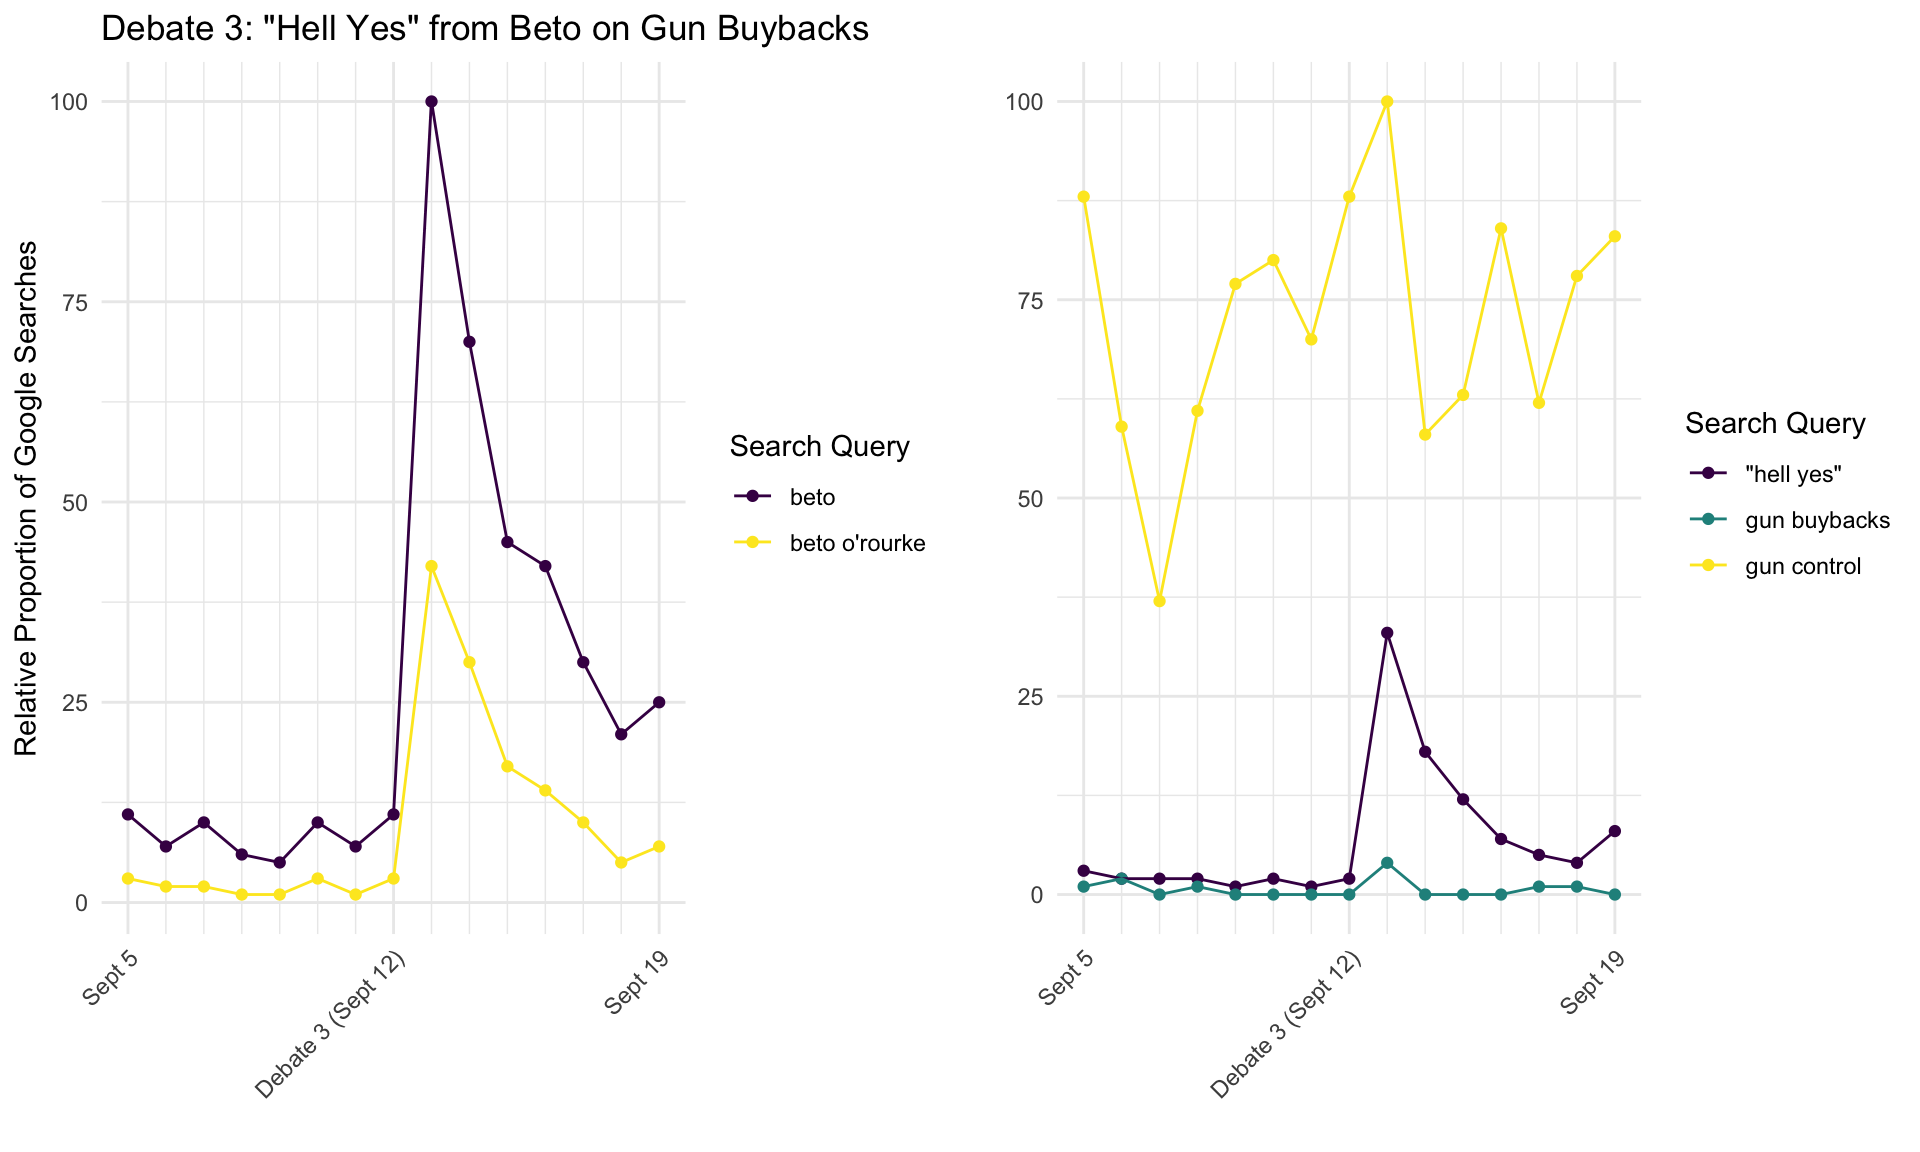 Debate 3: "Hell Yes" from Beto on Gun Buybacks
Relative Proportion of Google Searches
100
75
50
25
0
Sept 5
Debate 3 (Sept 12)
Sept 19
Search Query
beto
beto o'rourke
100
75
50
25
0
Sept 5
Debate 3 (Sept 12)
Sept 19
Search Query
"hell yes"
gun buybacks
gun control